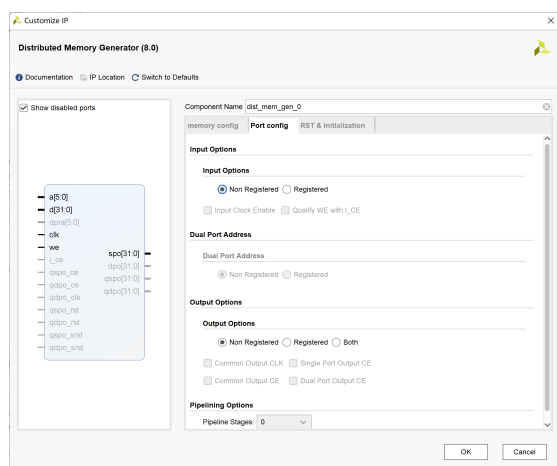 Customize IP
Distributed Memory Generator (8.0)
Documentation IP Location Switch to Defaults
Show disabled ports
Component Name dist_mem_gen_0
memory config Port config RST & Initialization
Input Options
Input Options
Non Registered Registered
Input Clock Enable Qualify WE with I_CE
Dual Port Address
Dual Port Address
Non Registered Registered
Output Options
Output Options
Non Registered Registered Both
Common Output CLK Single Port Output CE
Common Output CE Dual Port Output CE
Pipelining Options
Pipeline Stages: 0
a[5:0]
d[31:0]
dpra[5:0]
clk
we
i_ce
qspo_ce
qdpo_ce
qdpo_clk
qspo_rst
qdpo_rst
qspo_srst
qdpo_srst
spo[31:0]
dpo[31:0]
qspo[31:0]
qdpo[31:0]
OK Cancel